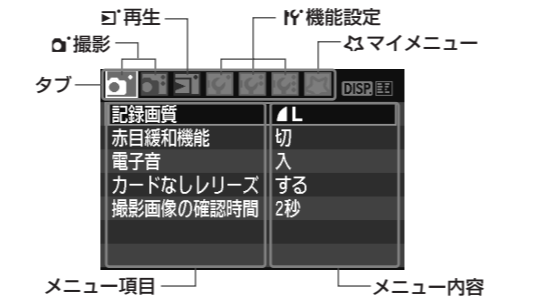 再生
機能設定
撮影
マイメニュー
タブ
DISP.
記録画質 L
赤目緩和機能 切
電子音 入
カードなしレリーズ する
撮影画像の確認時間 2秒
メニュー項目
メニュー内容